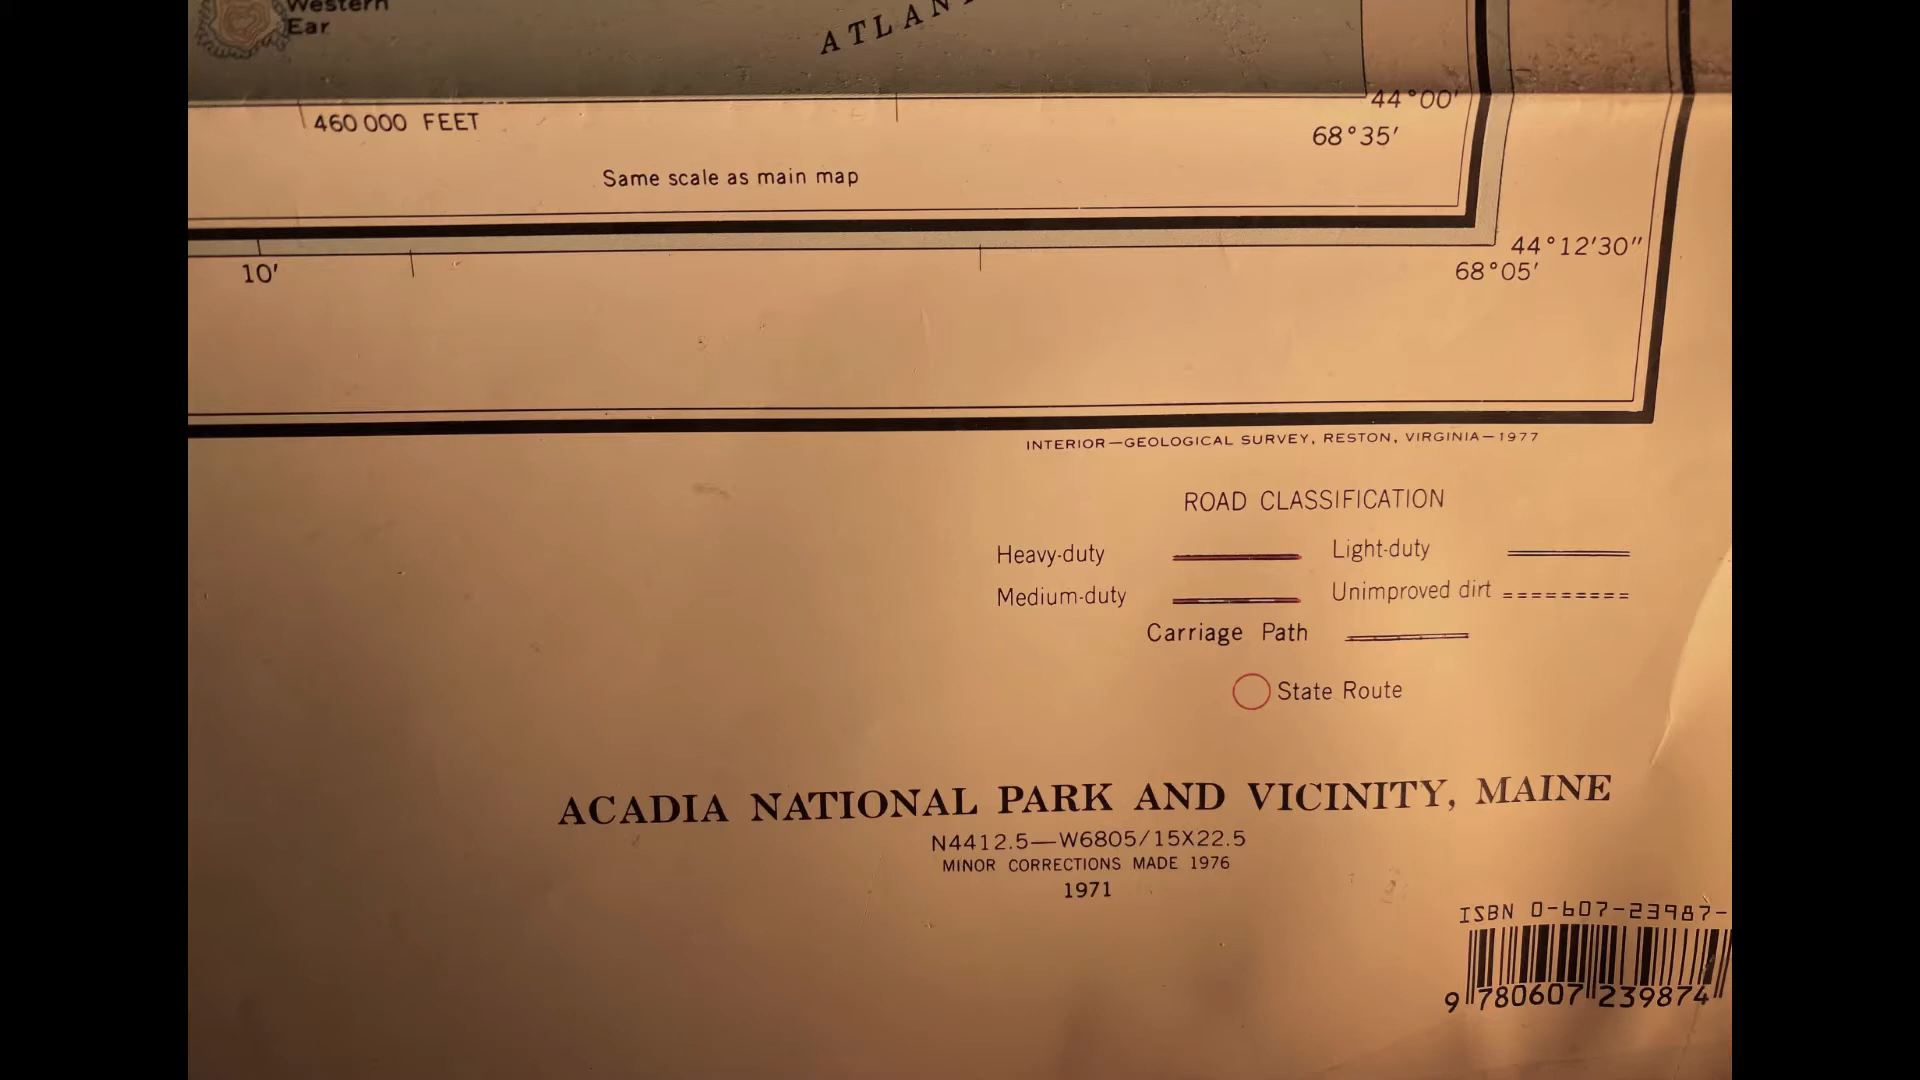 Western
Ear
ATLAN
460 000 FEET
44°00′
68°35′
Same scale as main map
10′
44°12′30″
68°05′
INTERIOR—GEOLOGICAL SURVEY, RESTON, VIRGINIA—1977
ROAD CLASSIFICATION
Heavy-duty Light-duty
Medium-duty Unimproved dirt
Carriage Path
State Route
ACADIA NATIONAL PARK AND VICINITY, MAINE
N4412.5—W6805/15X22.5
MINOR CORRECTIONS MADE 1976
1971
ISBN 0-607-23987-
9 780607 239874